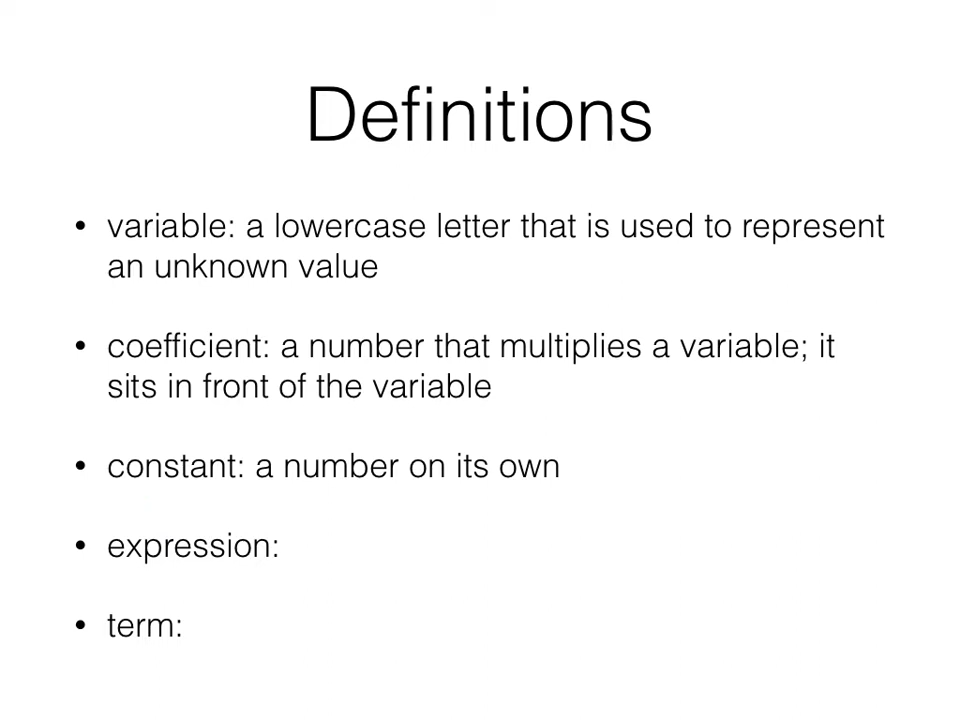 Definitions
• variable: a lowercase letter that is used to represent
an unknown value
• coefficient: a number that multiplies a variable; it
sits in front of the variable
• constant: a number on its own
• expression:
• term: